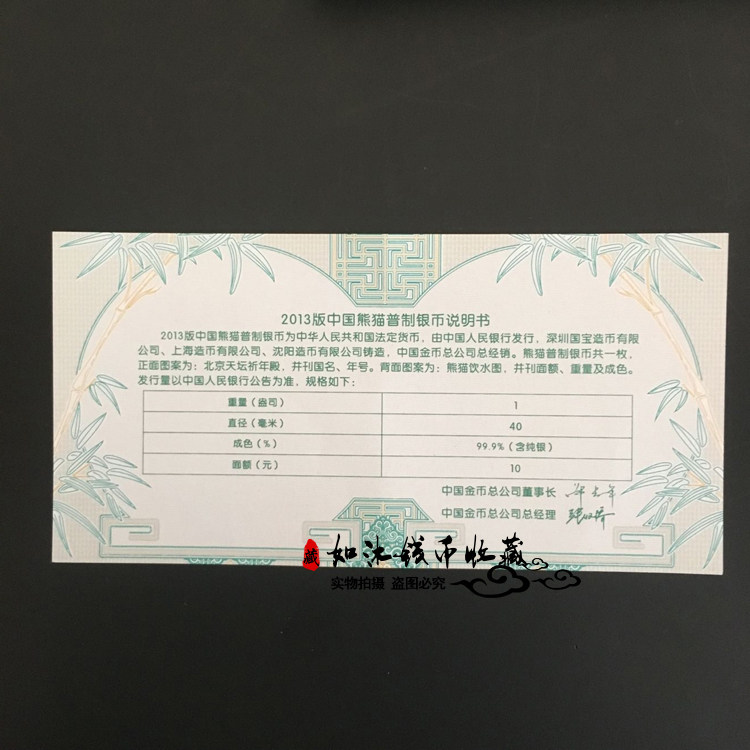 2013版中国熊猫普制银币说明书
2013版中国熊猫普制银币为中华人民共和国法定货币，由中国人民银行发行，深圳国宝造币有限
公司、上海造币有限公司、沈阳造币有限公司铸造，中国金币总公司总经销。熊猫普制银币共一枚，
正面图案为：北京天坛祈年殿，并刊国名、年号。背面图案为：熊猫饮水图，并刊面额、重量及成色。
发行量以中国人民银行公告为准，规格如下：
重量（盎司） 1
直径（毫米） 40
成色（%） 99.9%（含纯银）
面额（元） 10
中国金币总公司董事长
中国金币总公司总经理
藏 如沐钱币收藏
实物拍摄 盗图必究